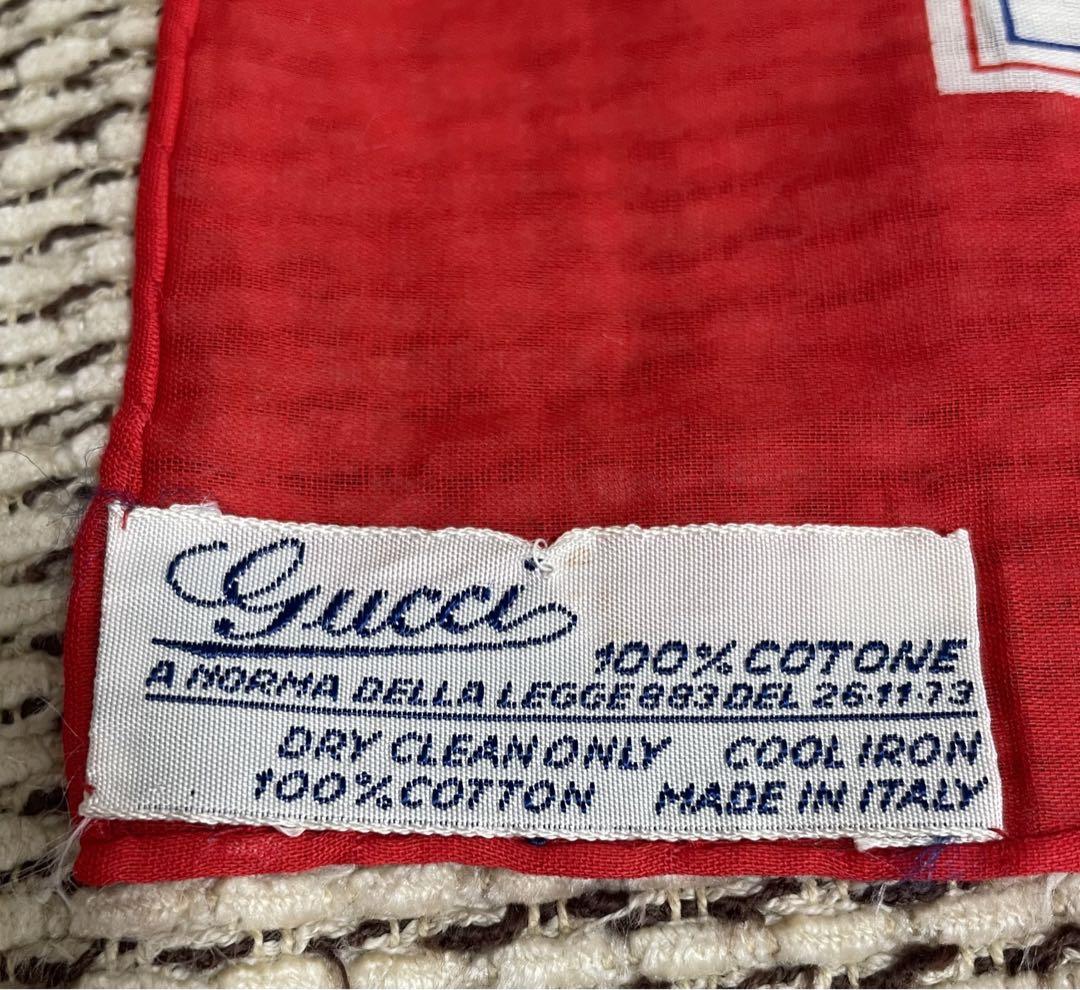 Gucci
100% COTONE
A NORMA DELLA LEGGE 883 DEL 26·11·73
DRY CLEAN ONLY COOL IRON
100% COTTON MADE IN ITALY